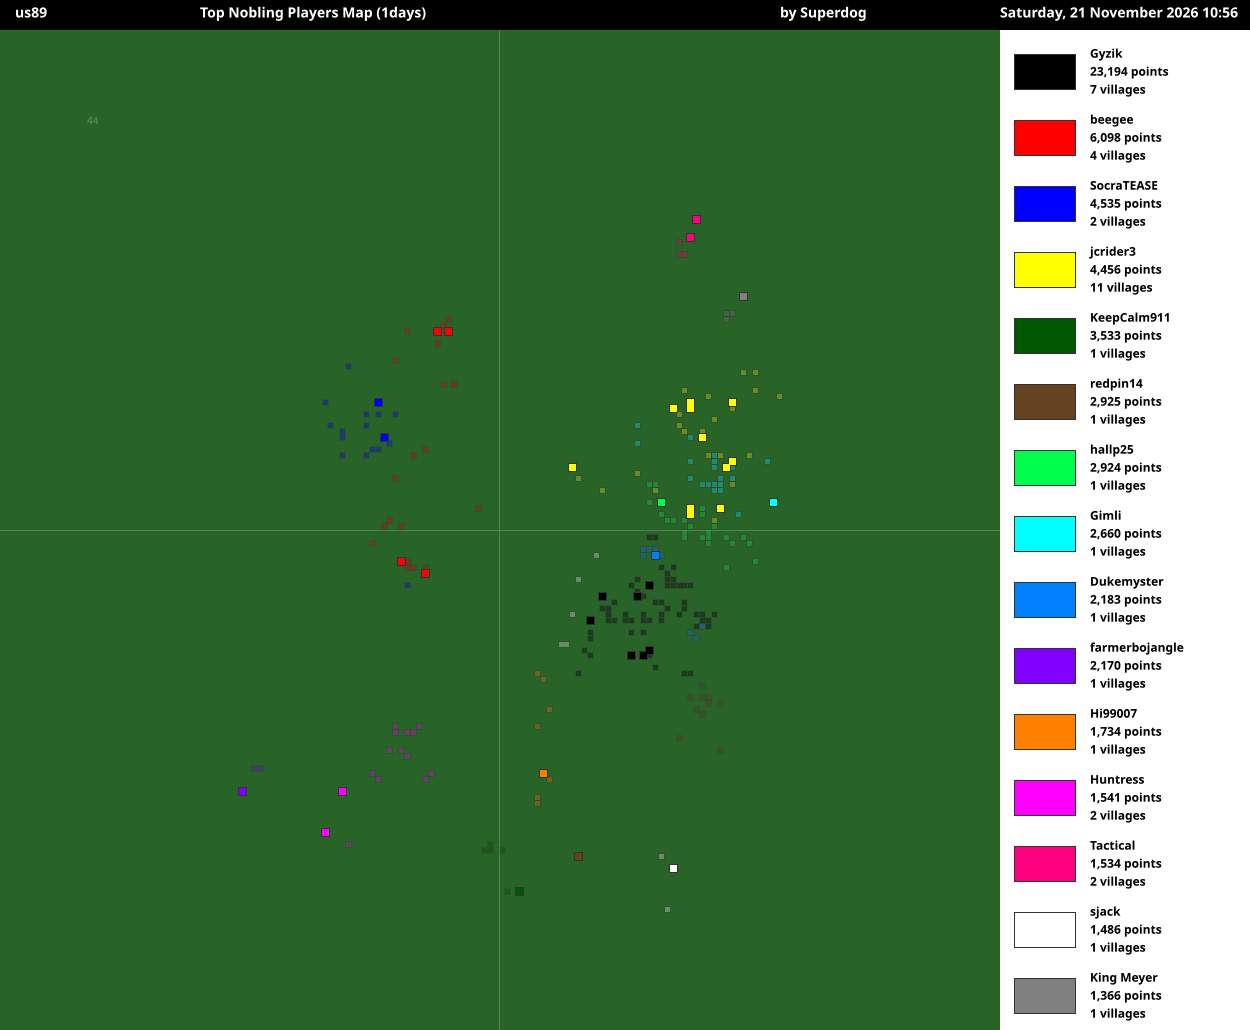 us89 Top Nobling Players Map (1days) by Superdog Saturday, 21 November 2026 10:56
44
Gyzik
23,194 points
7 villages
beegee
6,098 points
4 villages
SocraTEASE
4,535 points
2 villages
jcrider3
4,456 points
11 villages
KeepCalm911
3,533 points
1 villages
redpin14
2,925 points
1 villages
hallp25
2,924 points
1 villages
Gimli
2,660 points
1 villages
Dukemyster
2,183 points
1 villages
farmerbojangle
2,170 points
1 villages
Hi99007
1,734 points
1 villages
Huntress
1,541 points
2 villages
Tactical
1,534 points
2 villages
sjack
1,486 points
1 villages
King Meyer
1,366 points
1 villages